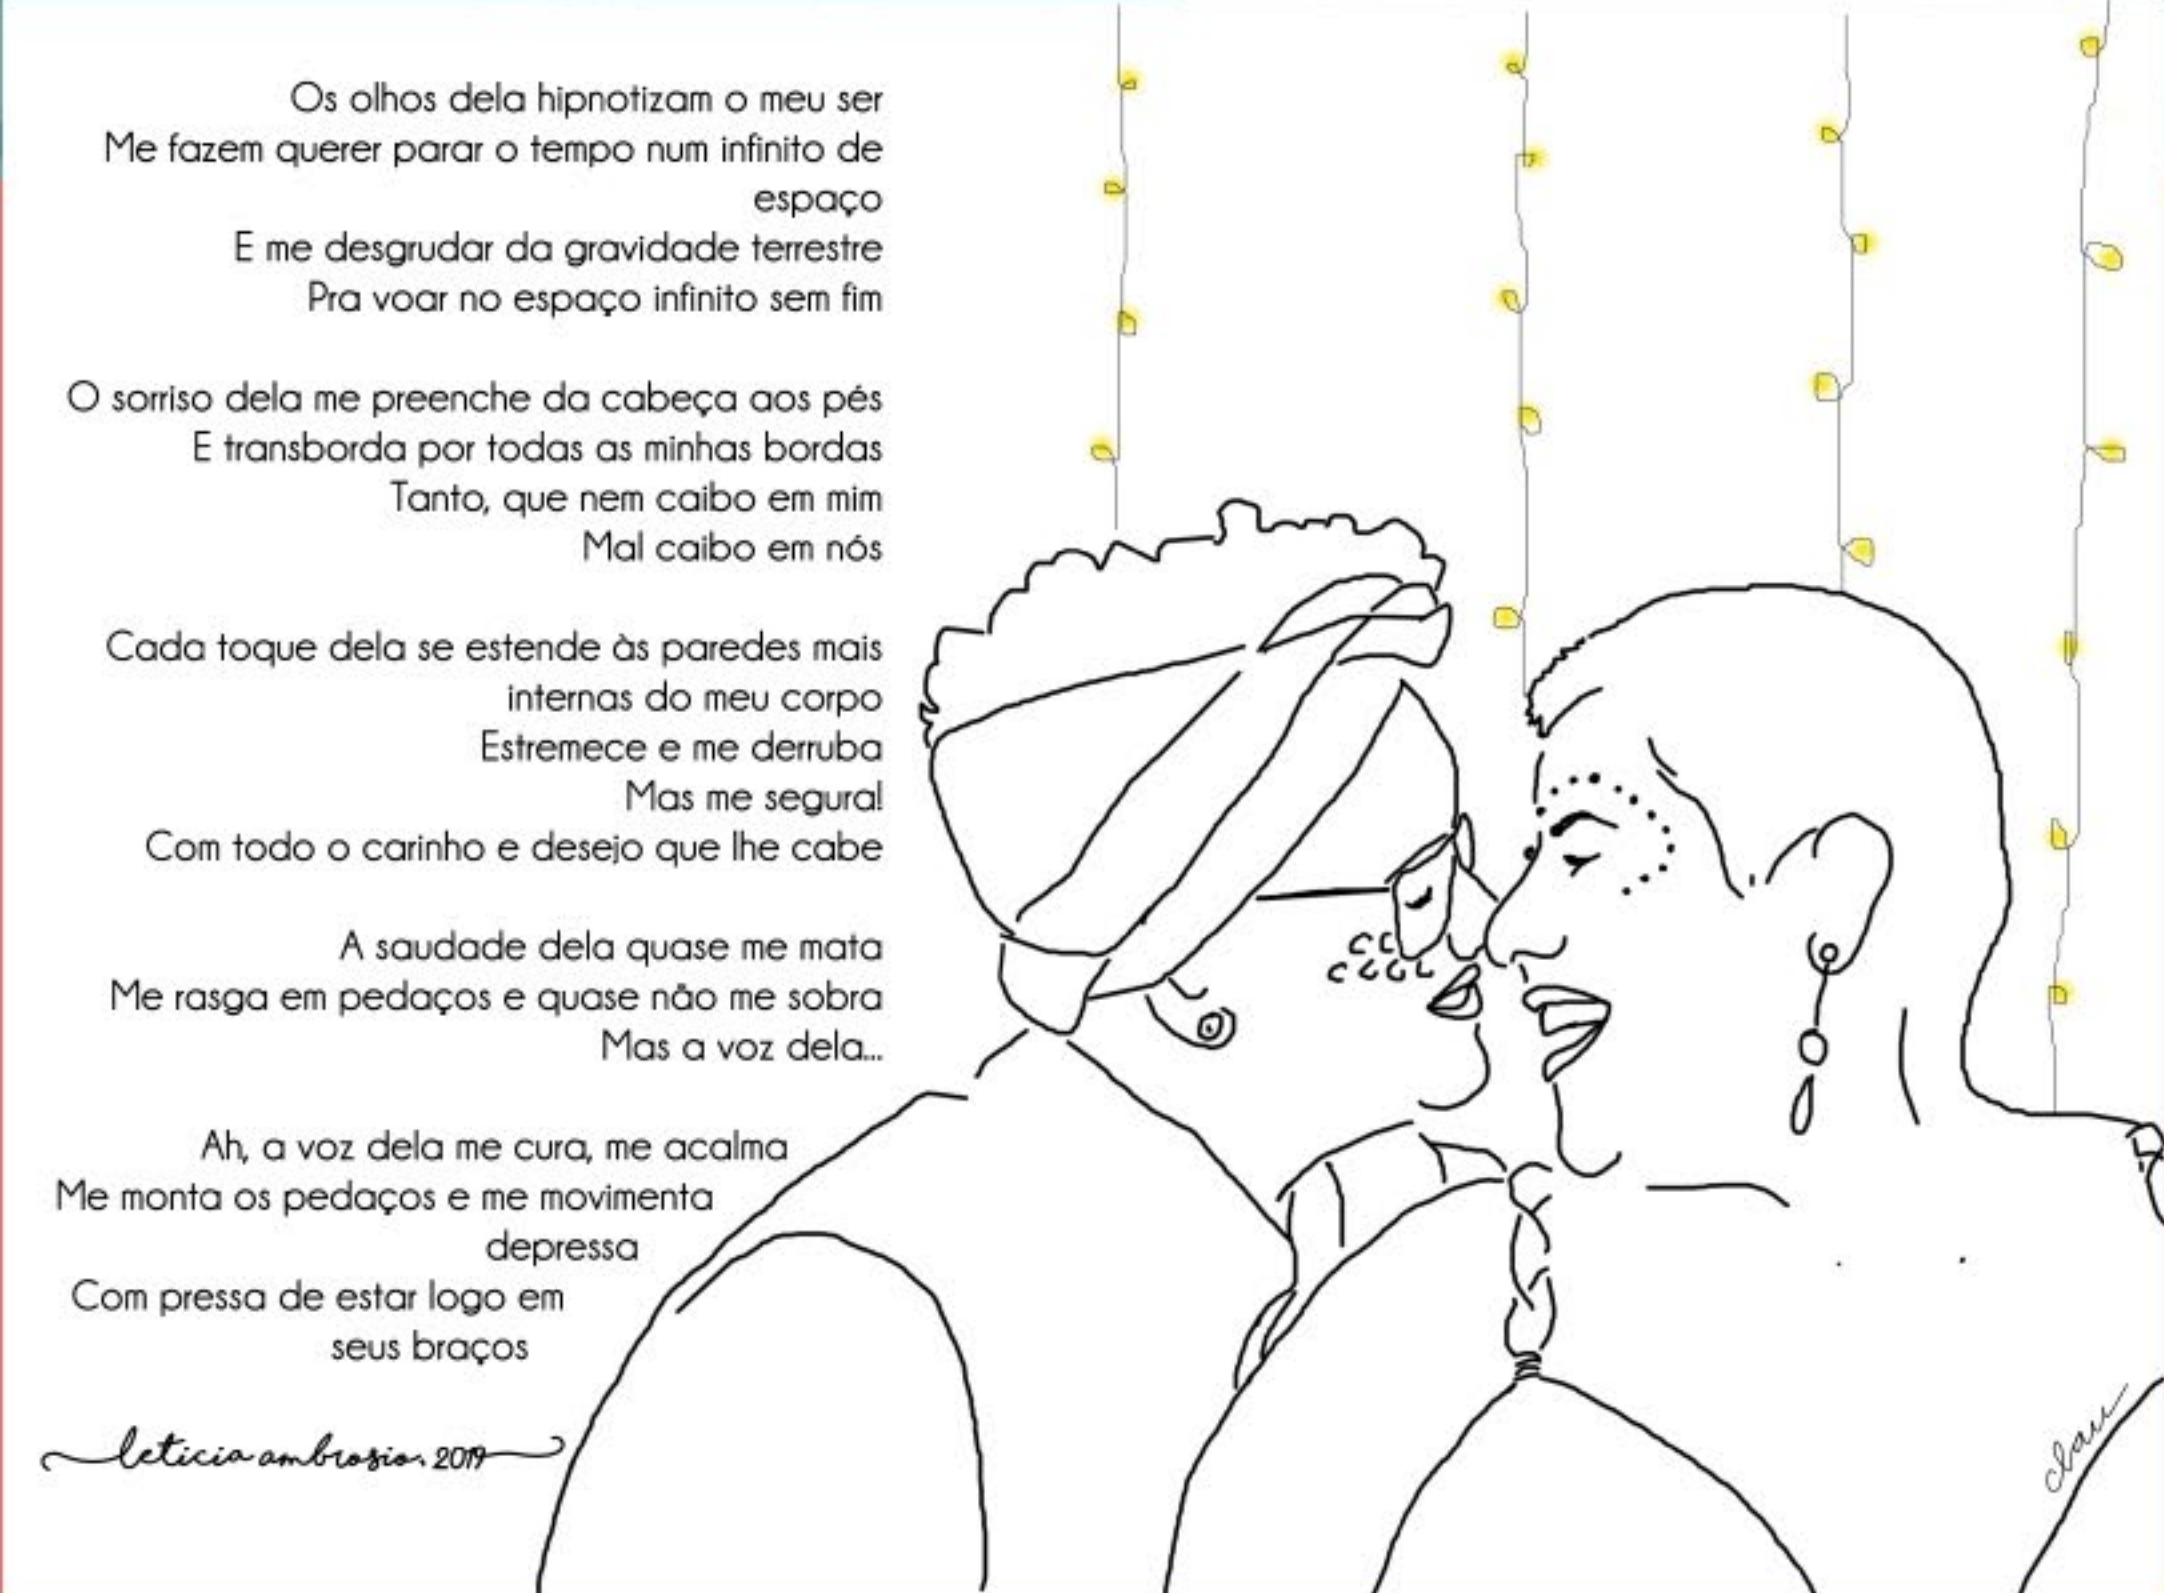 Os olhos dela hipnotizam o meu ser
Me fazem querer parar o tempo num infinito de
espaço
E me desgrudar da gravidade terrestre
Pra voar no espaço infinito sem fim
O sorriso dela me preenche da cabeça aos pés
E transborda por todas as minhas bordas
Tanto, que nem caibo em mim
Mal caibo em nós
Cada toque dela se estende às paredes mais
internas do meu corpo
Estremece e me derruba
Mas me segura!
Com todo o carinho e desejo que lhe cabe
A saudade dela quase me mata
Me rasga em pedaços e quase não me sobra
Mas a voz dela...
Ah, a voz dela me cura, me acalma
Me monta os pedaços e me movimenta
depressa
Com pressa de estar logo em
seus braços
leticia ambrosio. 2019
clau